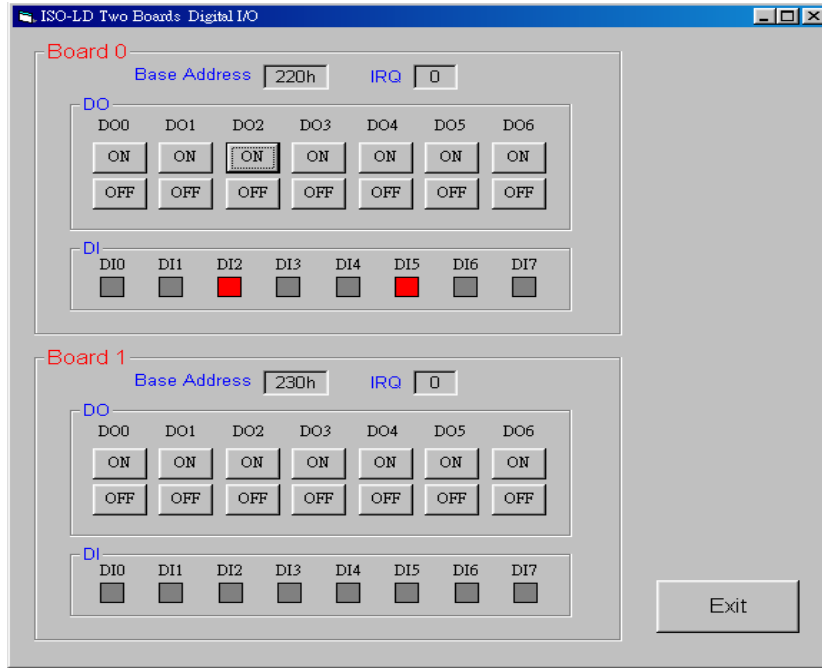 ISO-LD Two Boards Digital I/O
Board 0
Base Address 220h IRQ 0
DO
DO0 DO1 DO2 DO3 DO4 DO5 DO6
ON ON ON ON ON ON ON
OFF OFF OFF OFF OFF OFF OFF
DI
DI0 DI1 DI2 DI3 DI4 DI5 DI6 DI7
Board 1
Base Address 230h IRQ 0
DO
DO0 DO1 DO2 DO3 DO4 DO5 DO6
ON ON ON ON ON ON ON
OFF OFF OFF OFF OFF OFF OFF
DI
DI0 DI1 DI2 DI3 DI4 DI5 DI6 DI7
Exit